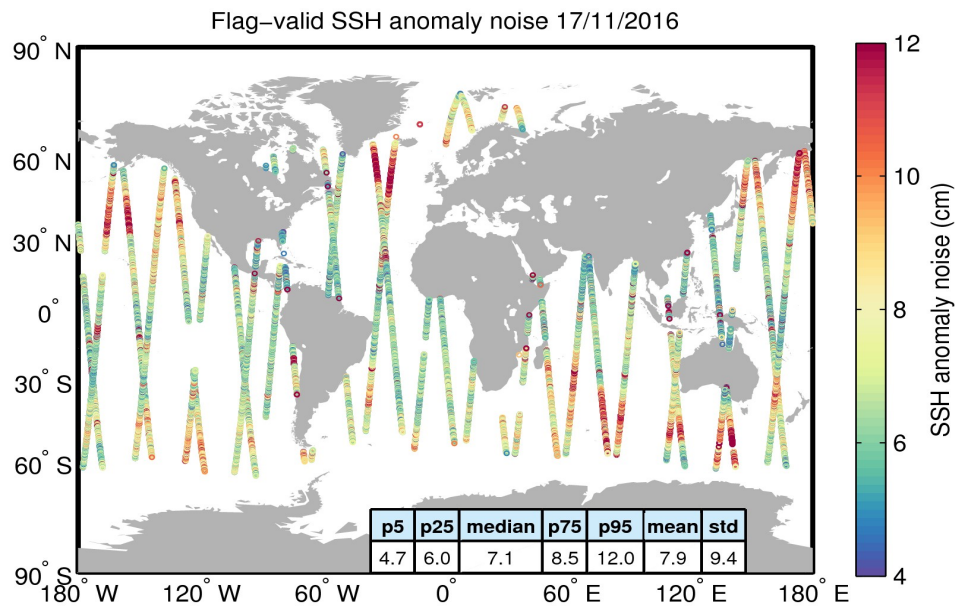 Flag−valid SSH anomaly noise 17/11/2016
90° N
60° N
30° N
0°
30° S
60° S
90° S
180° W
120° W
60° W
0°
60° E
120° E
180° E
p5 p25 median p75 p95 mean std
4.7 6.0 7.1 8.5 12.0 7.9 9.4
12
10
8
6
4
SSH anomaly noise (cm)